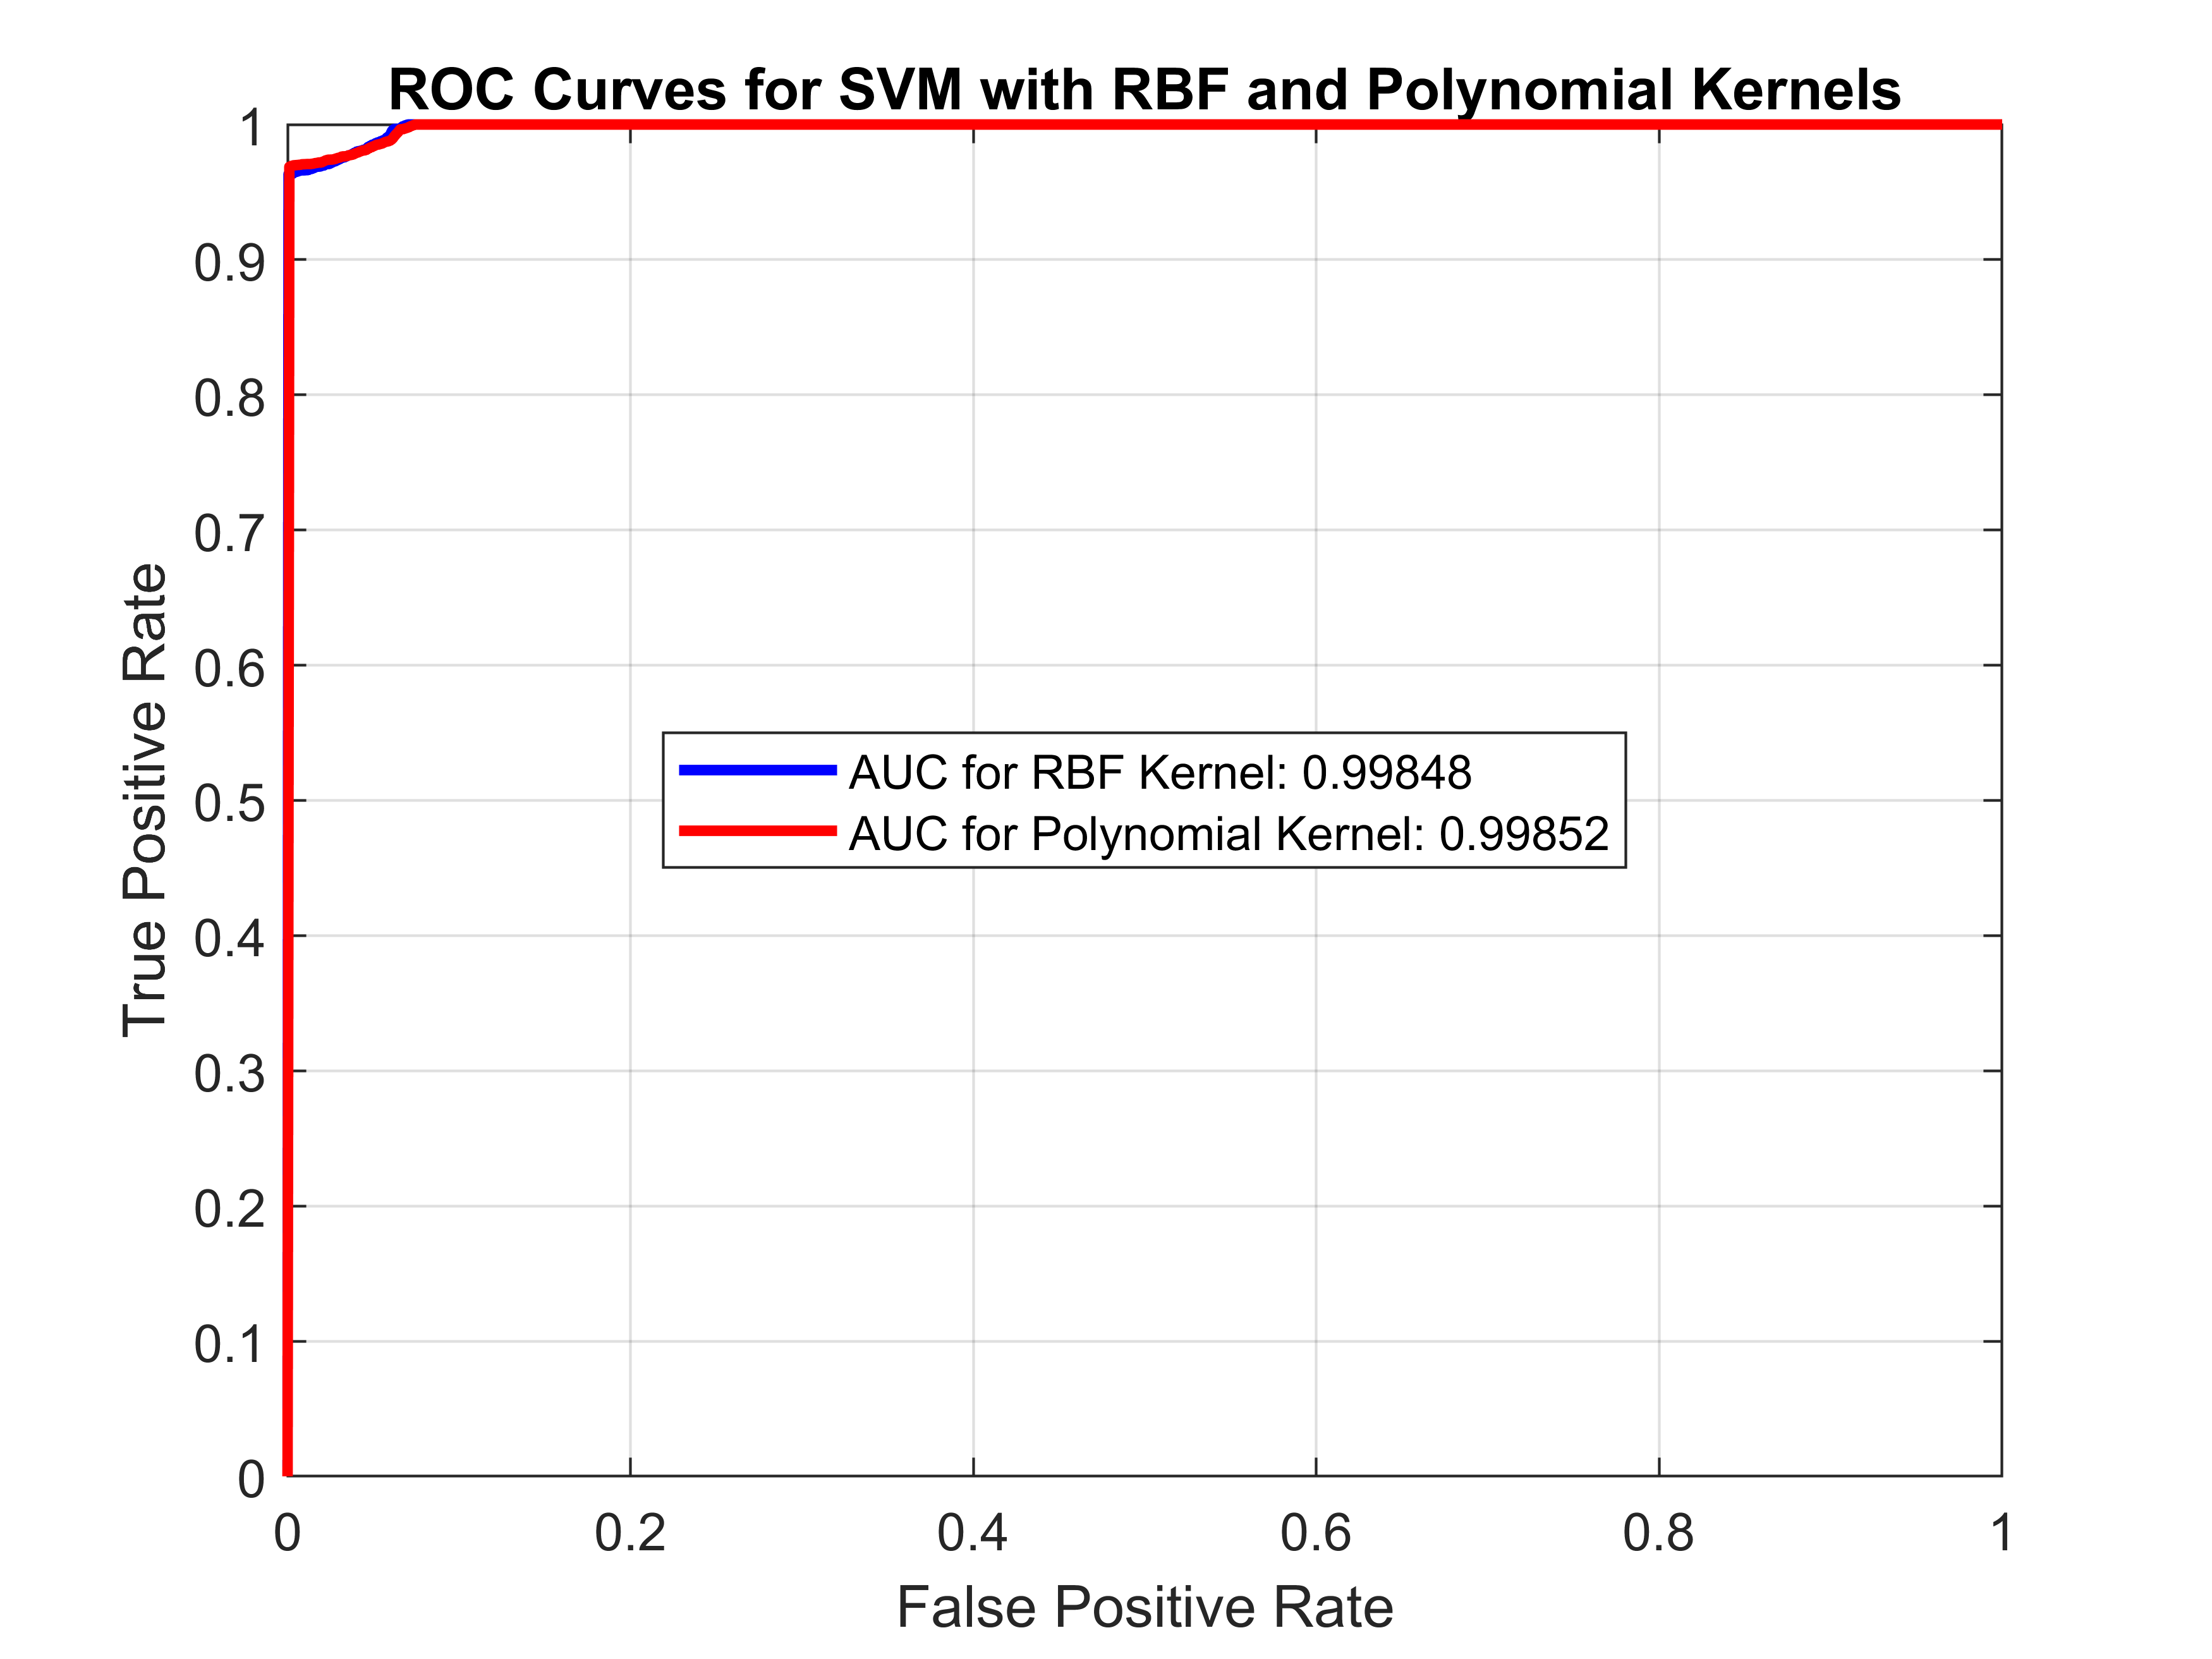 ROC Curves for SVM with RBF and Polynomial Kernels
1
0.9
0.8
0.7
0.6
0.5
0.4
0.3
0.2
0.1
0
True Positive Rate
AUC for RBF Kernel: 0.99848
AUC for Polynomial Kernel: 0.99852
0 0.2 0.4 0.6 0.8 1
False Positive Rate